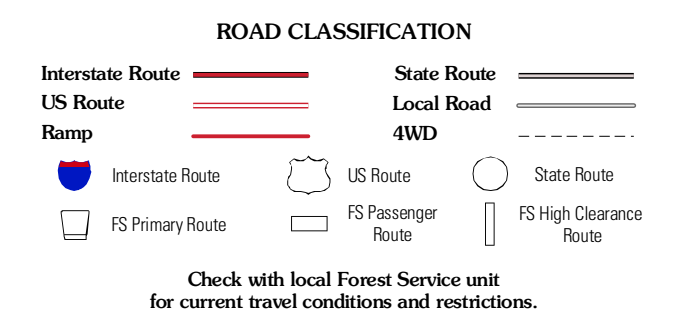 ROAD CLASSIFICATION
Interstate Route
State Route
US Route
Local Road
Ramp
4WD
Interstate Route
US Route
State Route
FS Primary Route
FS Passenger
Route
FS High Clearance
Route
Check with local Forest Service unit
for current travel conditions and restrictions.